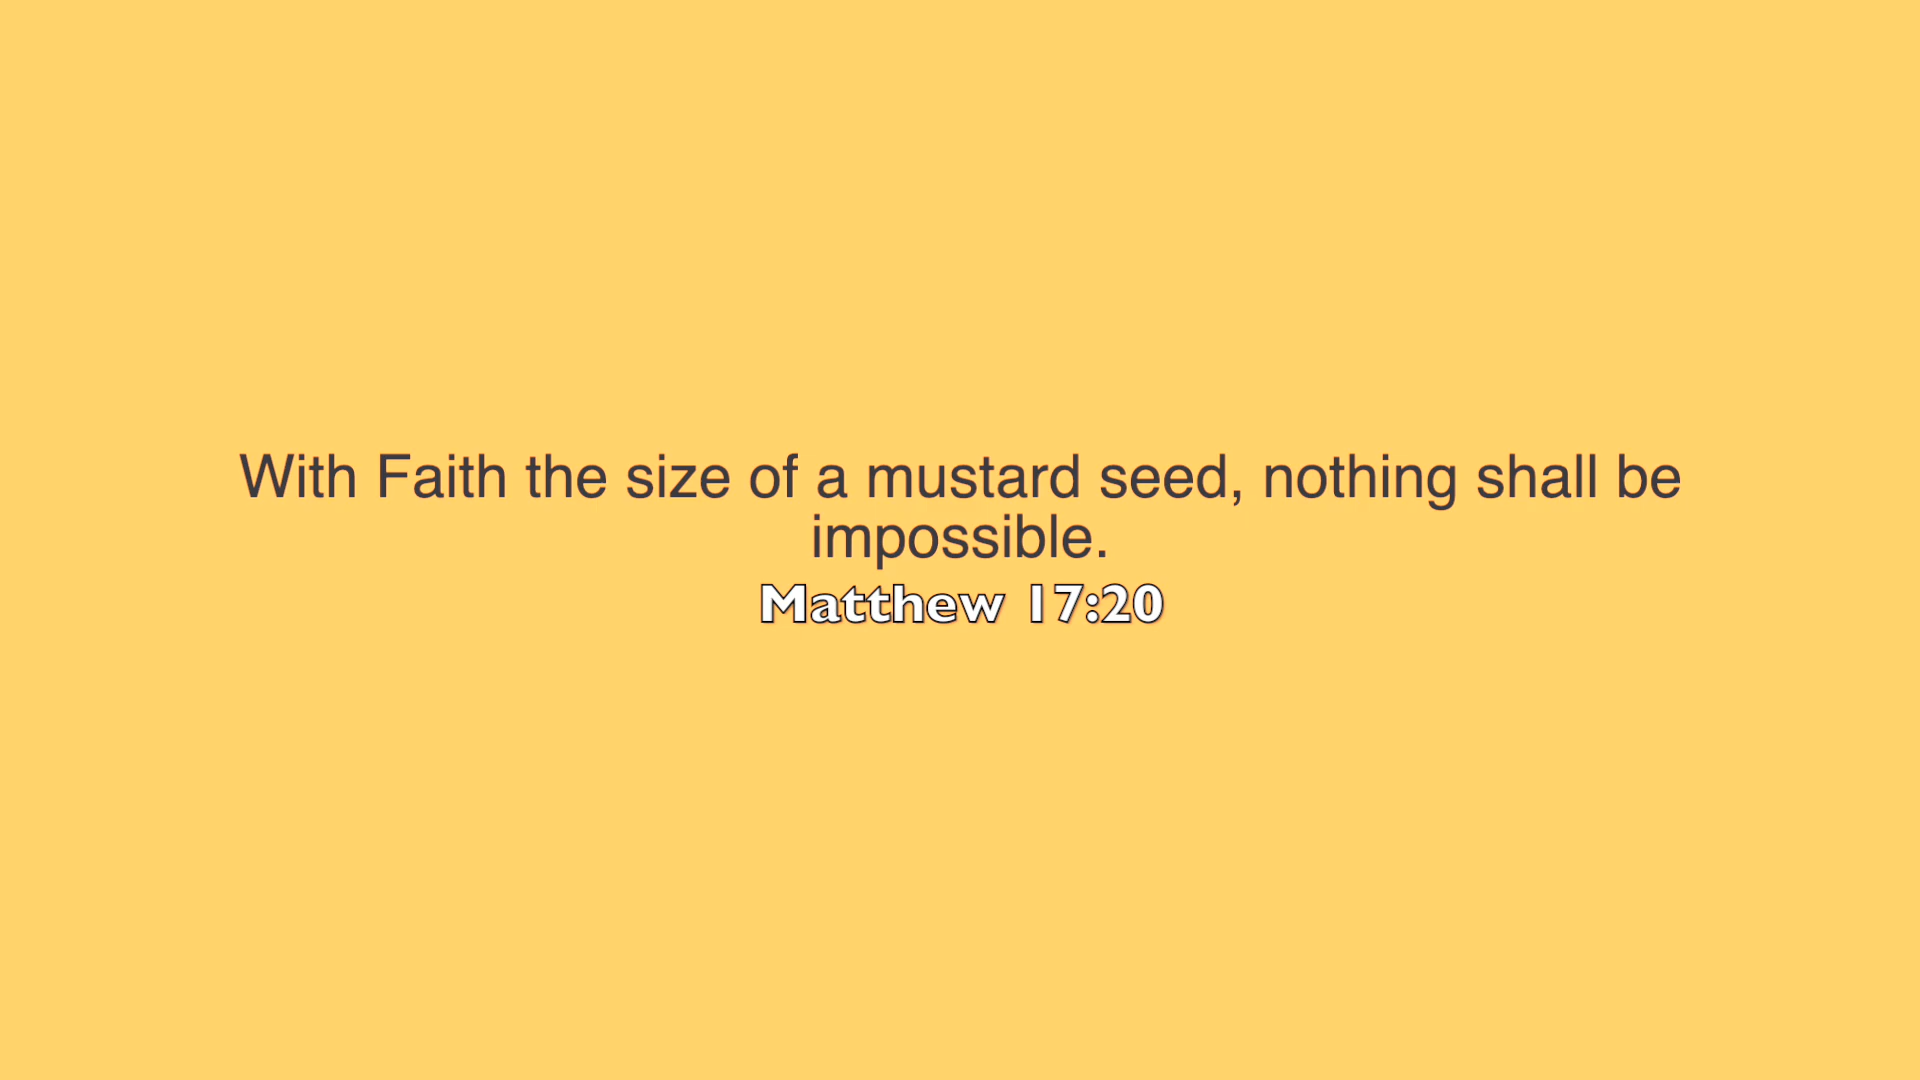 With Faith the size of a mustard seed, nothing shall be
impossible.
Matthew 17:20